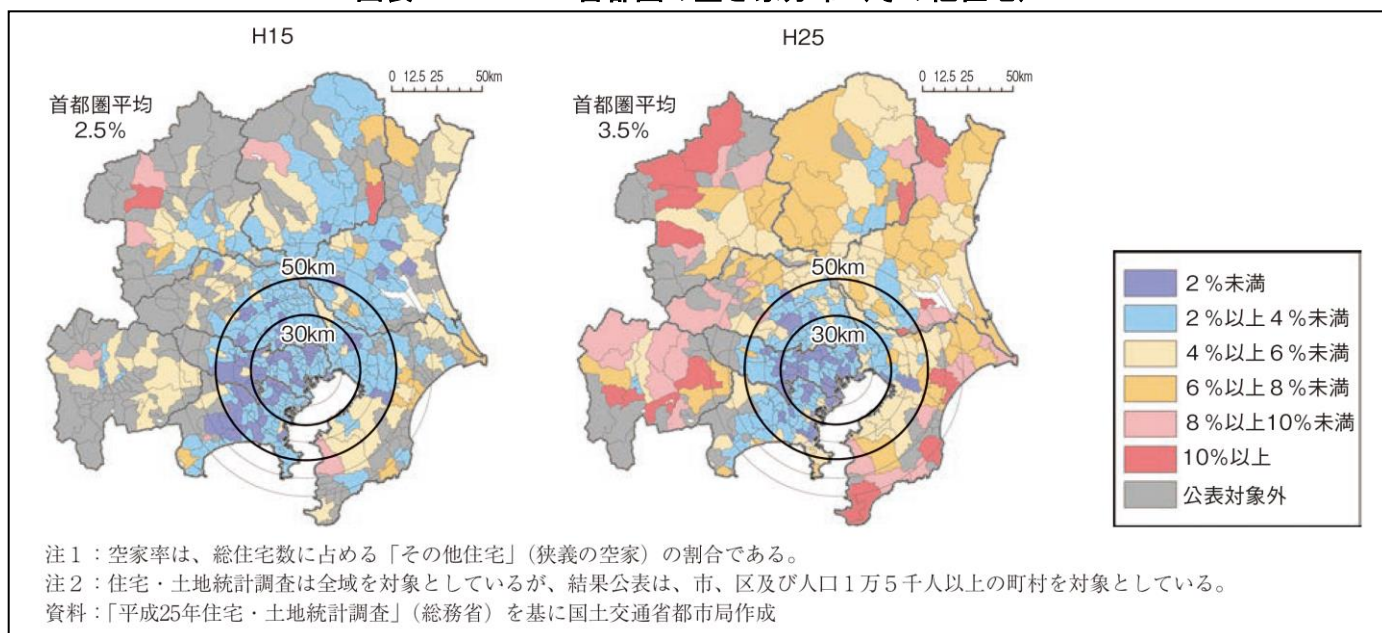 H15
H25
0 12.5 25 50km
0 12.5 25 50km
首都圏平均
2.5%
首都圏平均
3.5%
50km
30km
50km
30km
2％未満
2％以上4％未満
4％以上6％未満
6％以上8％未満
8％以上10％未満
10％以上
公表対象外
注1：空家率は、総住宅数に占める「その他住宅」（狭義の空家）の割合である。
注2：住宅・土地統計調査は全域を対象としているが、結果公表は、市、区及び人口1万5千人以上の町村を対象としている。
資料：「平成25年住宅・土地統計調査」（総務省）を基に国土交通省都市局作成